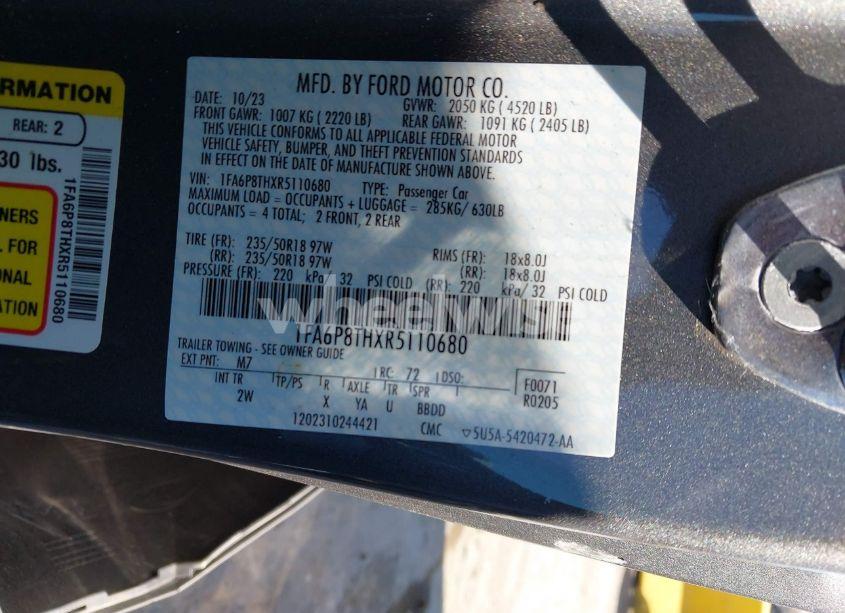 MFD. BY FORD MOTOR CO.
DATE: 10/23 GVWR: 2050 KG ( 4520 LB)
FRONT GAWR: 1007 KG ( 2220 LB) REAR GAWR: 1091 KG ( 2405 LB)
THIS VEHICLE CONFORMS TO ALL APPLICABLE FEDERAL MOTOR
VEHICLE SAFETY, BUMPER, AND THEFT PREVENTION STANDARDS
IN EFFECT ON THE DATE OF MANUFACTURE SHOWN ABOVE.
VIN: 1FA6P8THXR5110680 TYPE: Passenger Car
MAXIMUM LOAD = OCCUPANTS + LUGGAGE = 285KG/ 630LB
OCCUPANTS = 4 TOTAL; 2 FRONT, 2 REAR
TIRE (FR): 235/50R18 97W RIMS (FR): 18x8.0J
(RR): 235/50R18 97W (RR): 18x8.0J
PRESSURE (FR): 220 kPa/ 32 PSI COLD (RR): 220 kPa/ 32 PSI COLD
wheelwis
1FA6P8THXR5110680
TRAILER TOWING - SEE OWNER GUIDE
EXT PNT: M7 RC: 72 DSO: F0071
INT TR TP/PS R AXLE TR SPR R0205
2W X YA U BBDD
1202310244421 CMC ▽5U5A-5420472-AA
ORMATION
REAR: 2
30 lbs.
NERS
L FOR
ONAL
ATION
1FA6P8THXR5110680